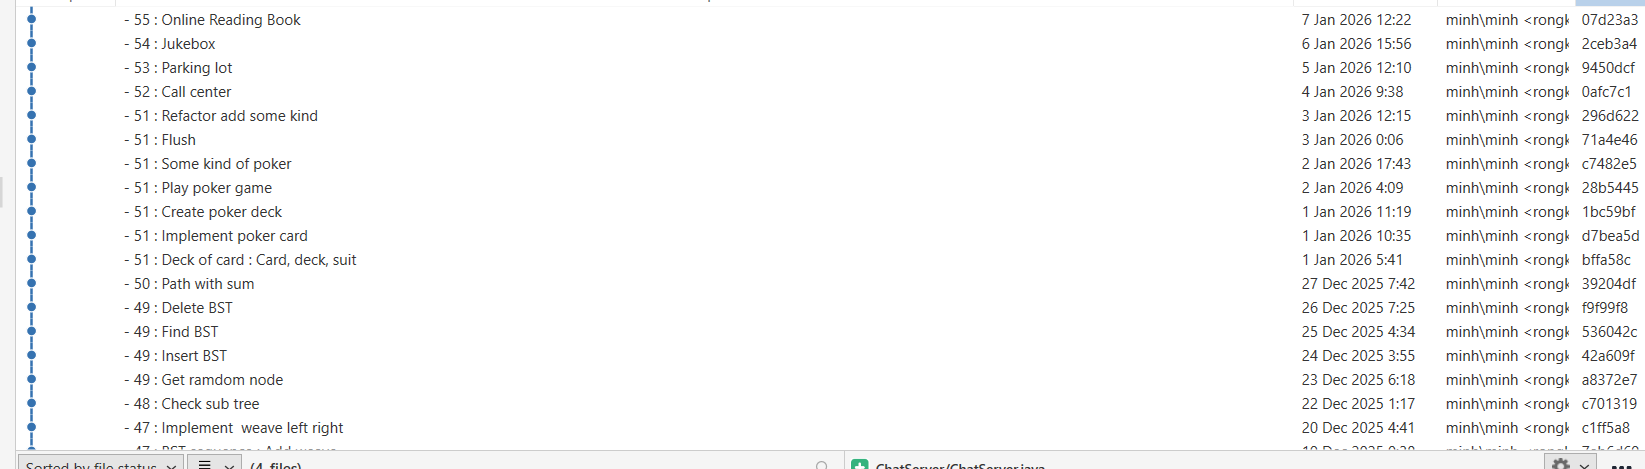 - 55 : Online Reading Book 7 Jan 2026 12:22 minh\minh <rongk 07d23a3
- 54 : Jukebox 6 Jan 2026 15:56 minh\minh <rongk 2ceb3a4
- 53 : Parking lot 5 Jan 2026 12:10 minh\minh <rongk 9450dcf
- 52 : Call center 4 Jan 2026 9:38 minh\minh <rongk 0afc7c1
- 51 : Refactor add some kind 3 Jan 2026 12:15 minh\minh <rongk 296d622
- 51 : Flush 3 Jan 2026 0:06 minh\minh <rongk 71a4e46
- 51 : Some kind of poker 2 Jan 2026 17:43 minh\minh <rongk c7482e5
- 51 : Play poker game 2 Jan 2026 4:09 minh\minh <rongk 28b5445
- 51 : Create poker deck 1 Jan 2026 11:19 minh\minh <rongk 1bc59bf
- 51 : Implement poker card 1 Jan 2026 10:35 minh\minh <rongk d7bea5d
- 51 : Deck of card : Card, deck, suit 1 Jan 2026 5:41 minh\minh <rongk bffa58c
- 50 : Path with sum 27 Dec 2025 7:42 minh\minh <rongk 39204df
- 49 : Delete BST 26 Dec 2025 7:25 minh\minh <rongk f9f99f8
- 49 : Find BST 25 Dec 2025 4:34 minh\minh <rongk 536042c
- 49 : Insert BST 24 Dec 2025 3:55 minh\minh <rongk 42a609f
- 49 : Get ramdom node 23 Dec 2025 6:18 minh\minh <rongk a8372e7
- 48 : Check sub tree 22 Dec 2025 1:17 minh\minh <rongk c701319
- 47 : Implement  weave left right 20 Dec 2025 4:41 minh\minh <rongk c1ff5a8
Sorted by file status (4 files) ChatServer/ChatServer.java